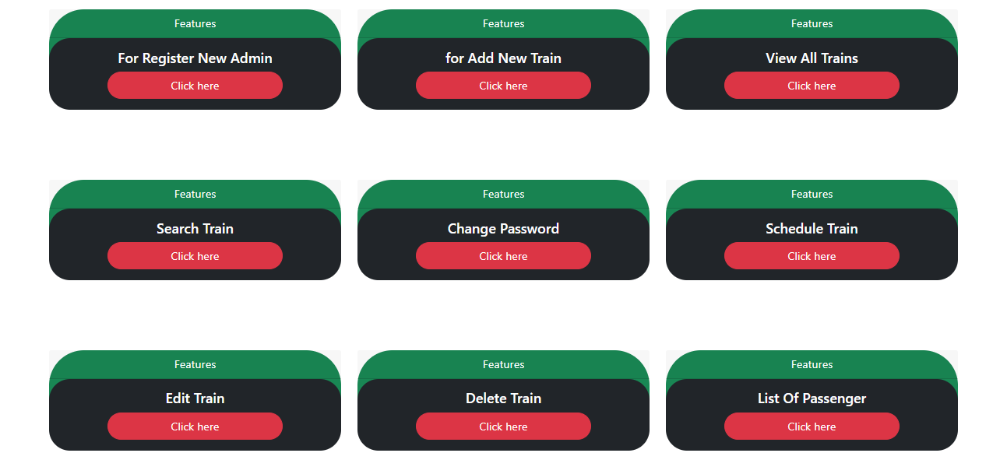 Features
For Register New Admin
Click here
Features
for Add New Train
Click here
Features
View All Trains
Click here
Features
Search Train
Click here
Features
Change Password
Click here
Features
Schedule Train
Click here
Features
Edit Train
Click here
Features
Delete Train
Click here
Features
List Of Passenger
Click here